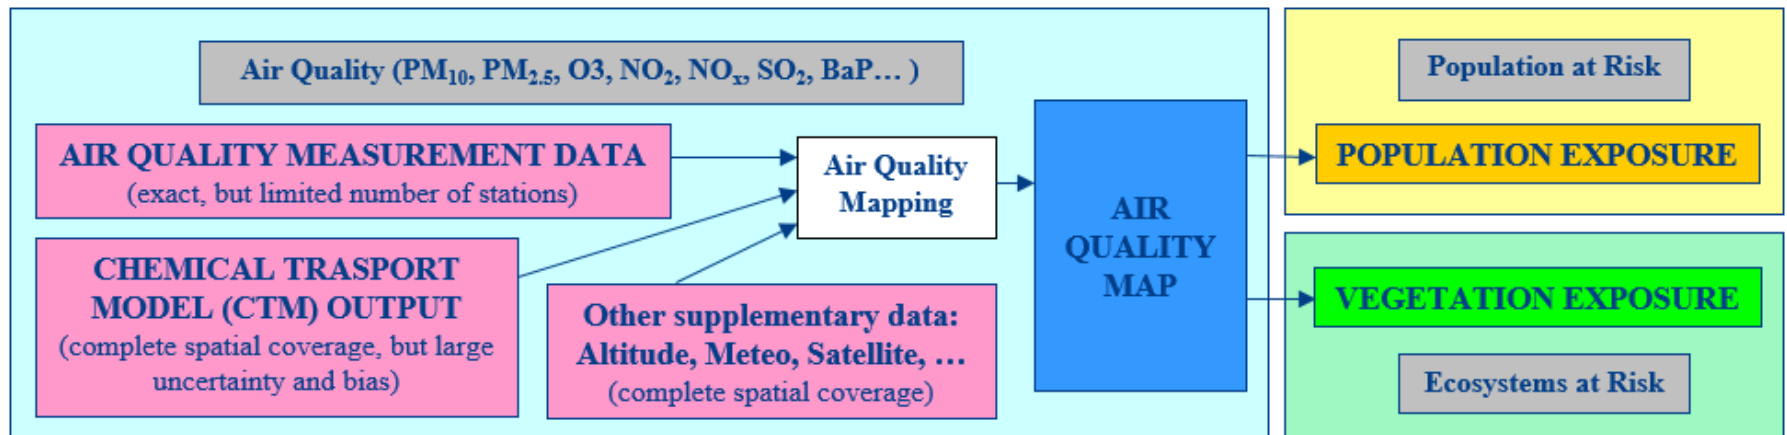 Air Quality (PM10, PM2.5, O3, NO2, NOx, SO2, BaP… )
AIR QUALITY MEASUREMENT DATA
(exact, but limited number of stations)
CHEMICAL TRASPORT
MODEL (CTM) OUTPUT
(complete spatial coverage, but large
uncertainty and bias)
Other supplementary data:
Altitude, Meteo, Satellite, …
(complete spatial coverage)
Air Quality
Mapping
AIR
QUALITY
MAP
Population at Risk
POPULATION EXPOSURE
VEGETATION EXPOSURE
Ecosystems at Risk